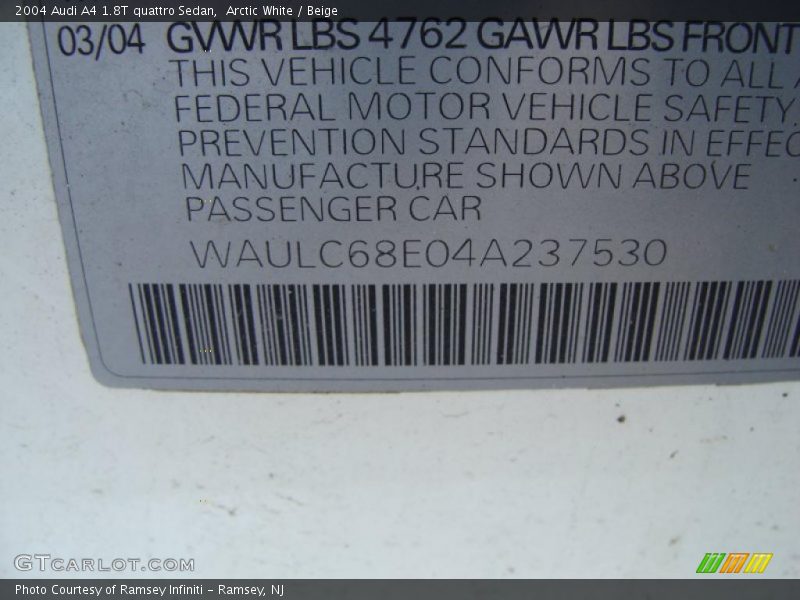 2004 Audi A4 1.8T quattro Sedan,  Arctic White / Beige
03/04 GVWR LBS 4762 GAWR LBS FRONT
THIS VEHICLE CONFORMS TO ALL
FEDERAL MOTOR VEHICLE SAFETY
PREVENTION STANDARDS IN EFFEC
MANUFACTURE SHOWN ABOVE
PASSENGER CAR
WAULC68E04A237530
GTCARLOT.COM
Photo Courtesy of Ramsey Infiniti - Ramsey, NJ